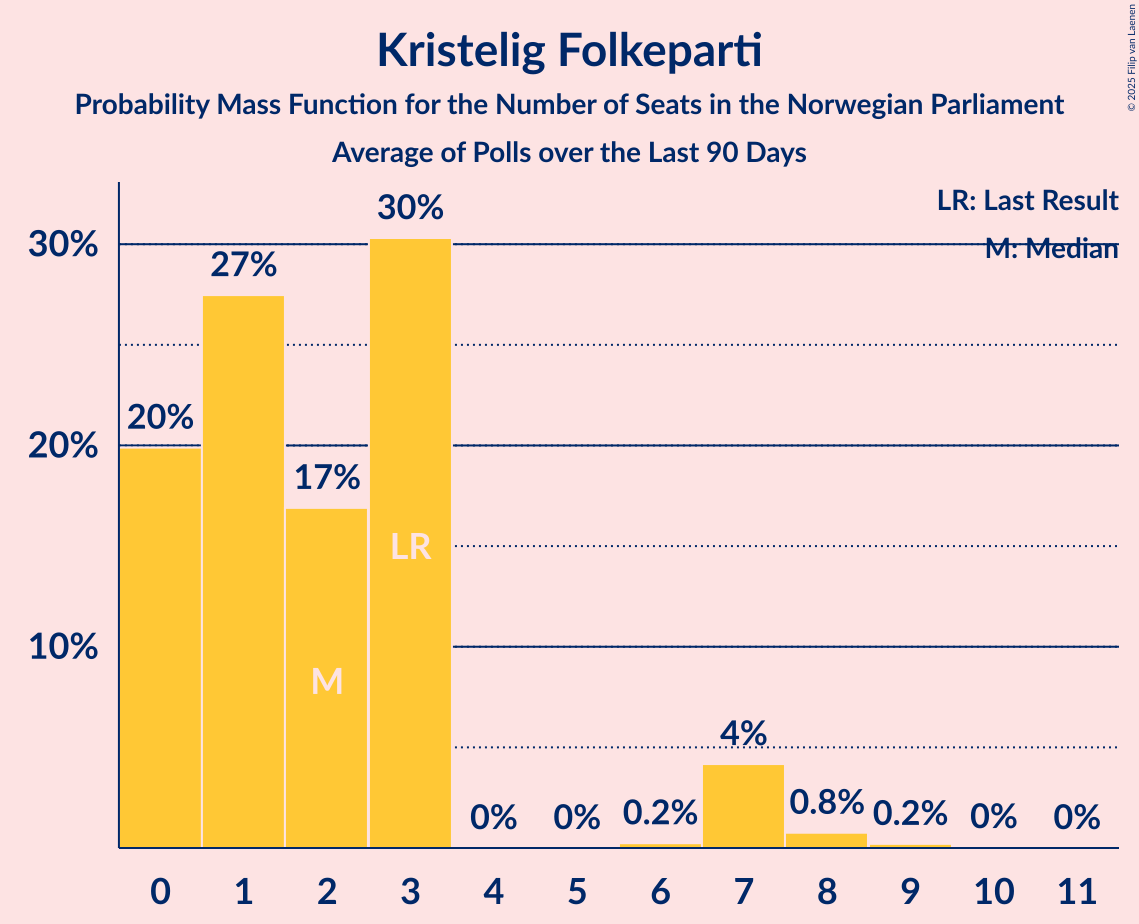 Kristelig Folkeparti
Probability Mass Function for the Number of Seats in the Norwegian Parliament
Average of Polls over the Last 90 Days
© 2025 Filip van Laenen
LR: Last Result
M: Median
30%
20%
10%
20%
27%
17%
30%
0%
0%
0.2%
4%
0.8%
0.2%
0%
0%
LR
M
0 1 2 3 4 5 6 7 8 9 10 11